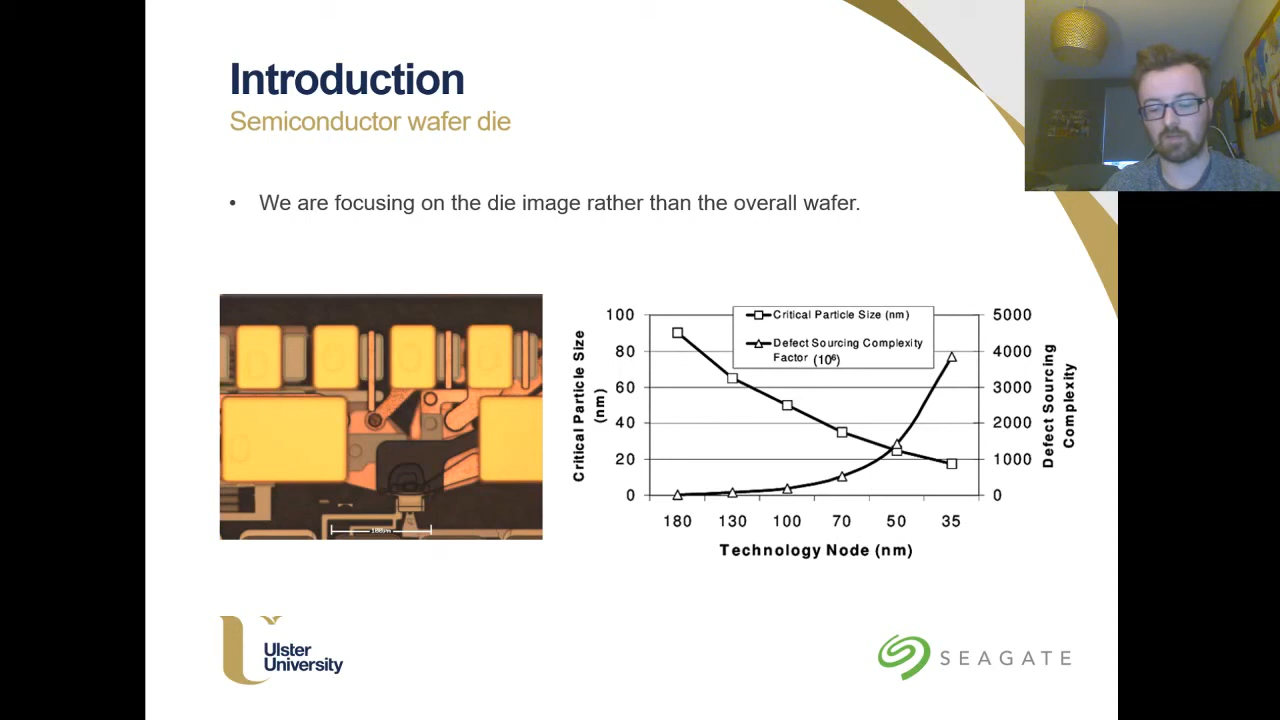 Introduction
Semiconductor wafer die
• We are focusing on the die image rather than the overall wafer.
Critical Particle Size
(nm)
100
80
60
40
20
0
Critical Particle Size (nm)
Defect Sourcing Complexity
Factor (10⁶)
5000
4000
3000
2000
1000
0
Defect Sourcing
Complexity
180 130 100 70 50 35
Technology Node (nm)
Ulster
University
SEAGATE